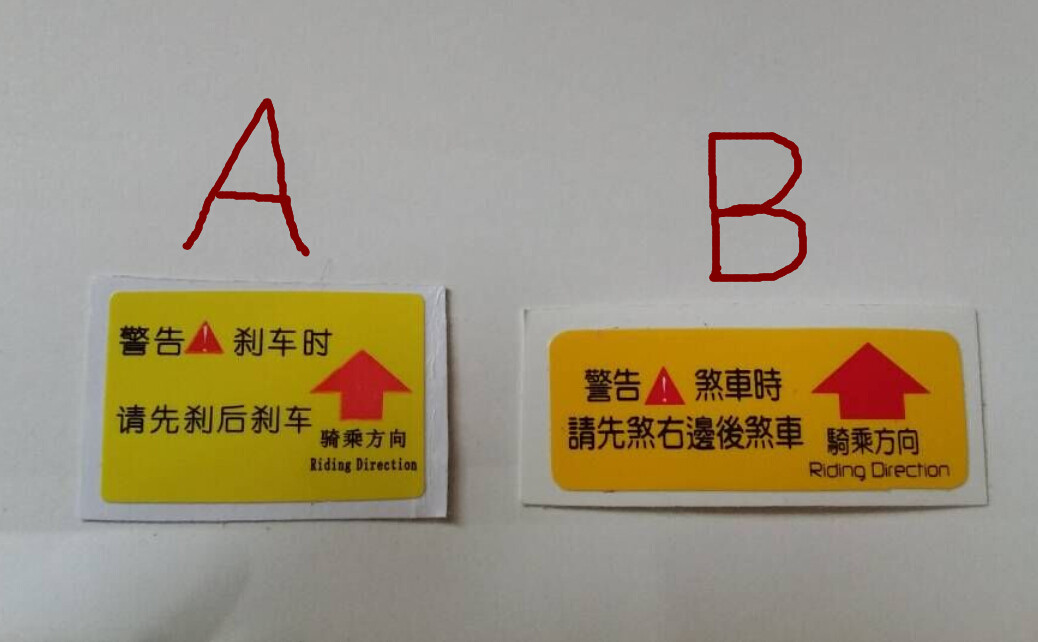 A
B
警告 刹车时
请先刹后刹车
騎乘方向
Riding Direction
警告 煞車時
請先煞右邊後煞車
騎乘方向
Riding Direction